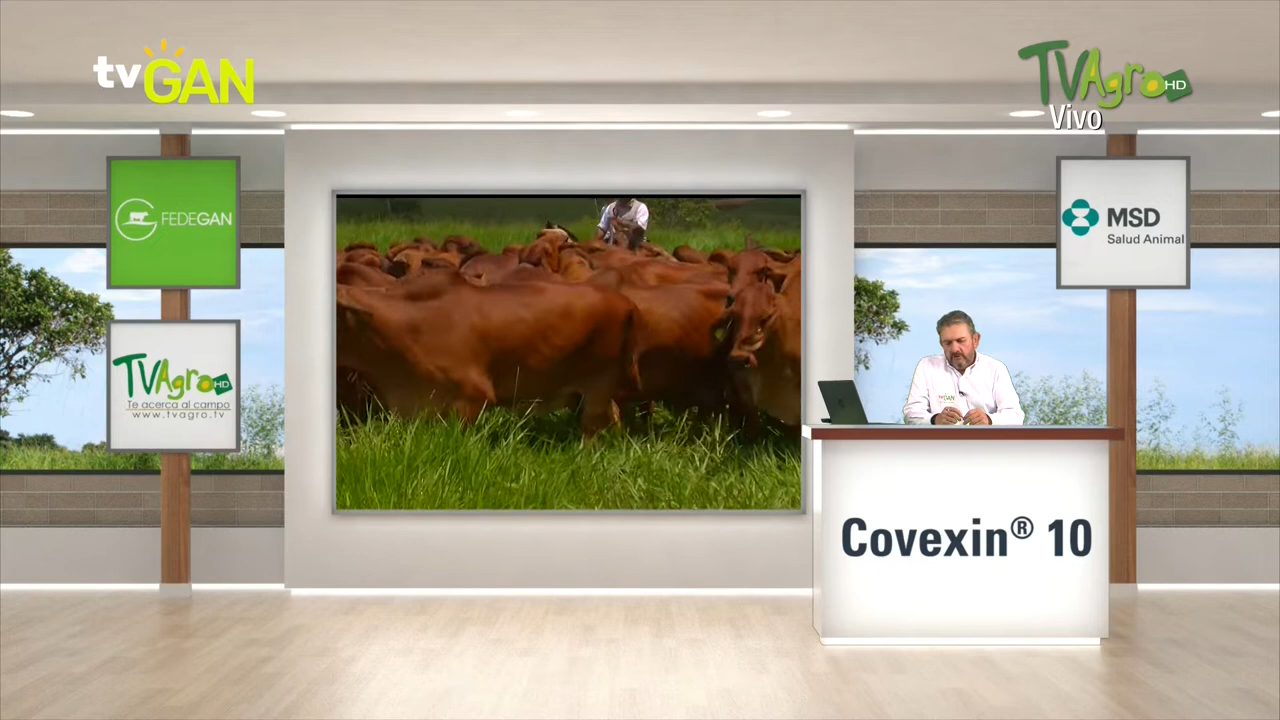 tvGAN
TVAgro HD
Vivo
FEDEGAN
MSD
Salud Animal
TVAgro HD
Te acerca al campo
www.tvagro.tv
GAN
Covexin® 10